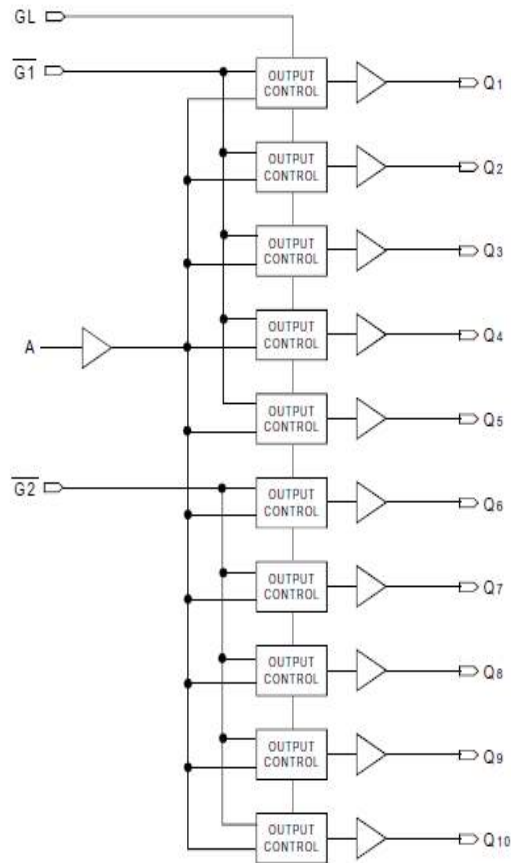 GL
G1
OUTPUT
CONTROL
Q1
OUTPUT
CONTROL
Q2
OUTPUT
CONTROL
Q3
OUTPUT
CONTROL
Q4
A
OUTPUT
CONTROL
Q5
G2
OUTPUT
CONTROL
Q6
OUTPUT
CONTROL
Q7
OUTPUT
CONTROL
Q8
OUTPUT
CONTROL
Q9
OUTPUT
CONTROL
Q10